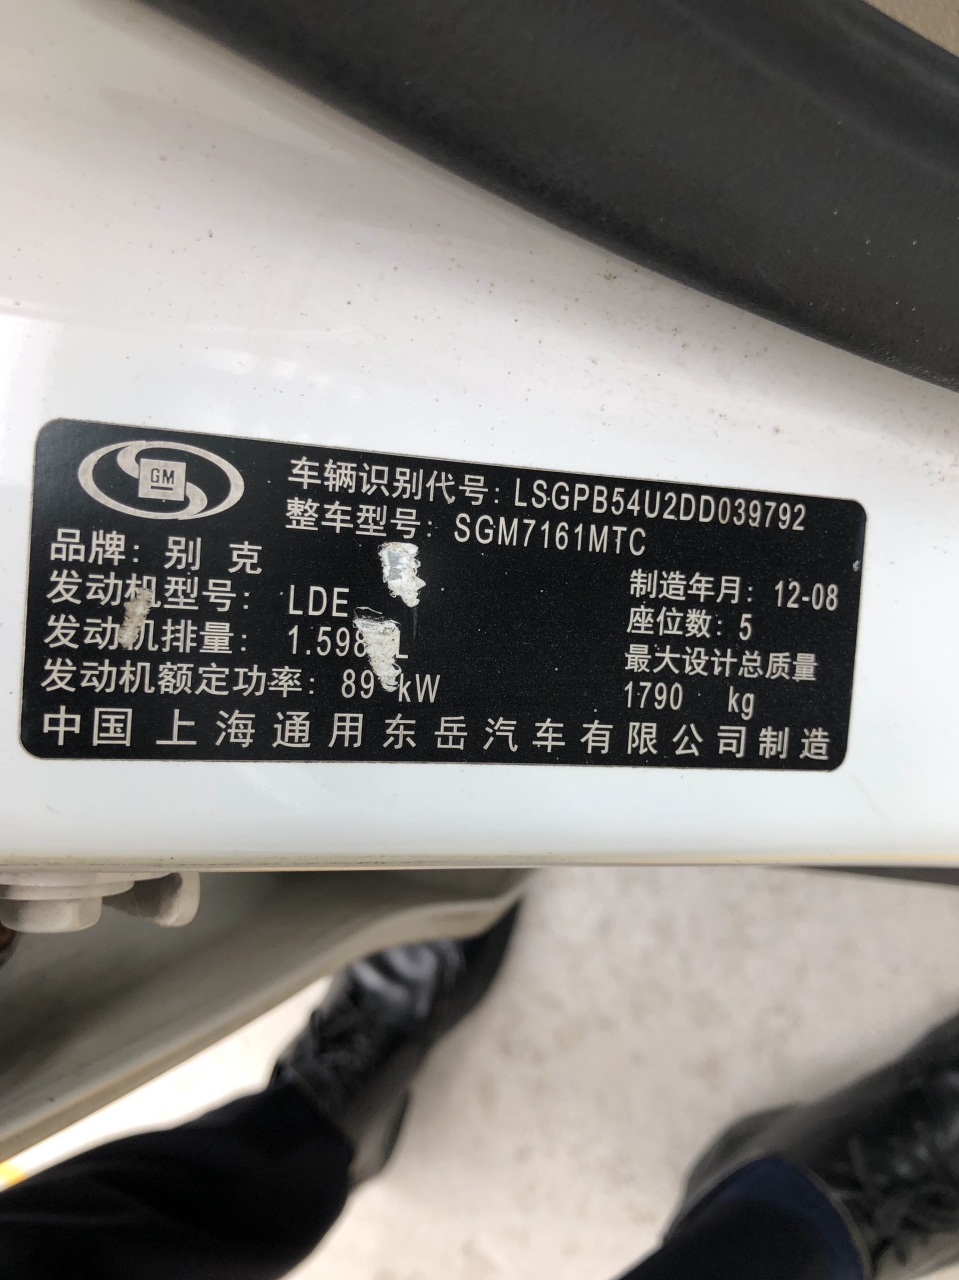 GM
车辆识别代号: LSGPB54U2DD039792
整车型号: SGM7161MTC
品牌: 别 克
发动机型号: LDE
制造年月: 12-08
发动机排量: 1.598 L
座位数: 5
发动机额定功率: 89 kW
最大设计总质量
1790 kg
中国 上海通用东岳汽车有限公司制造